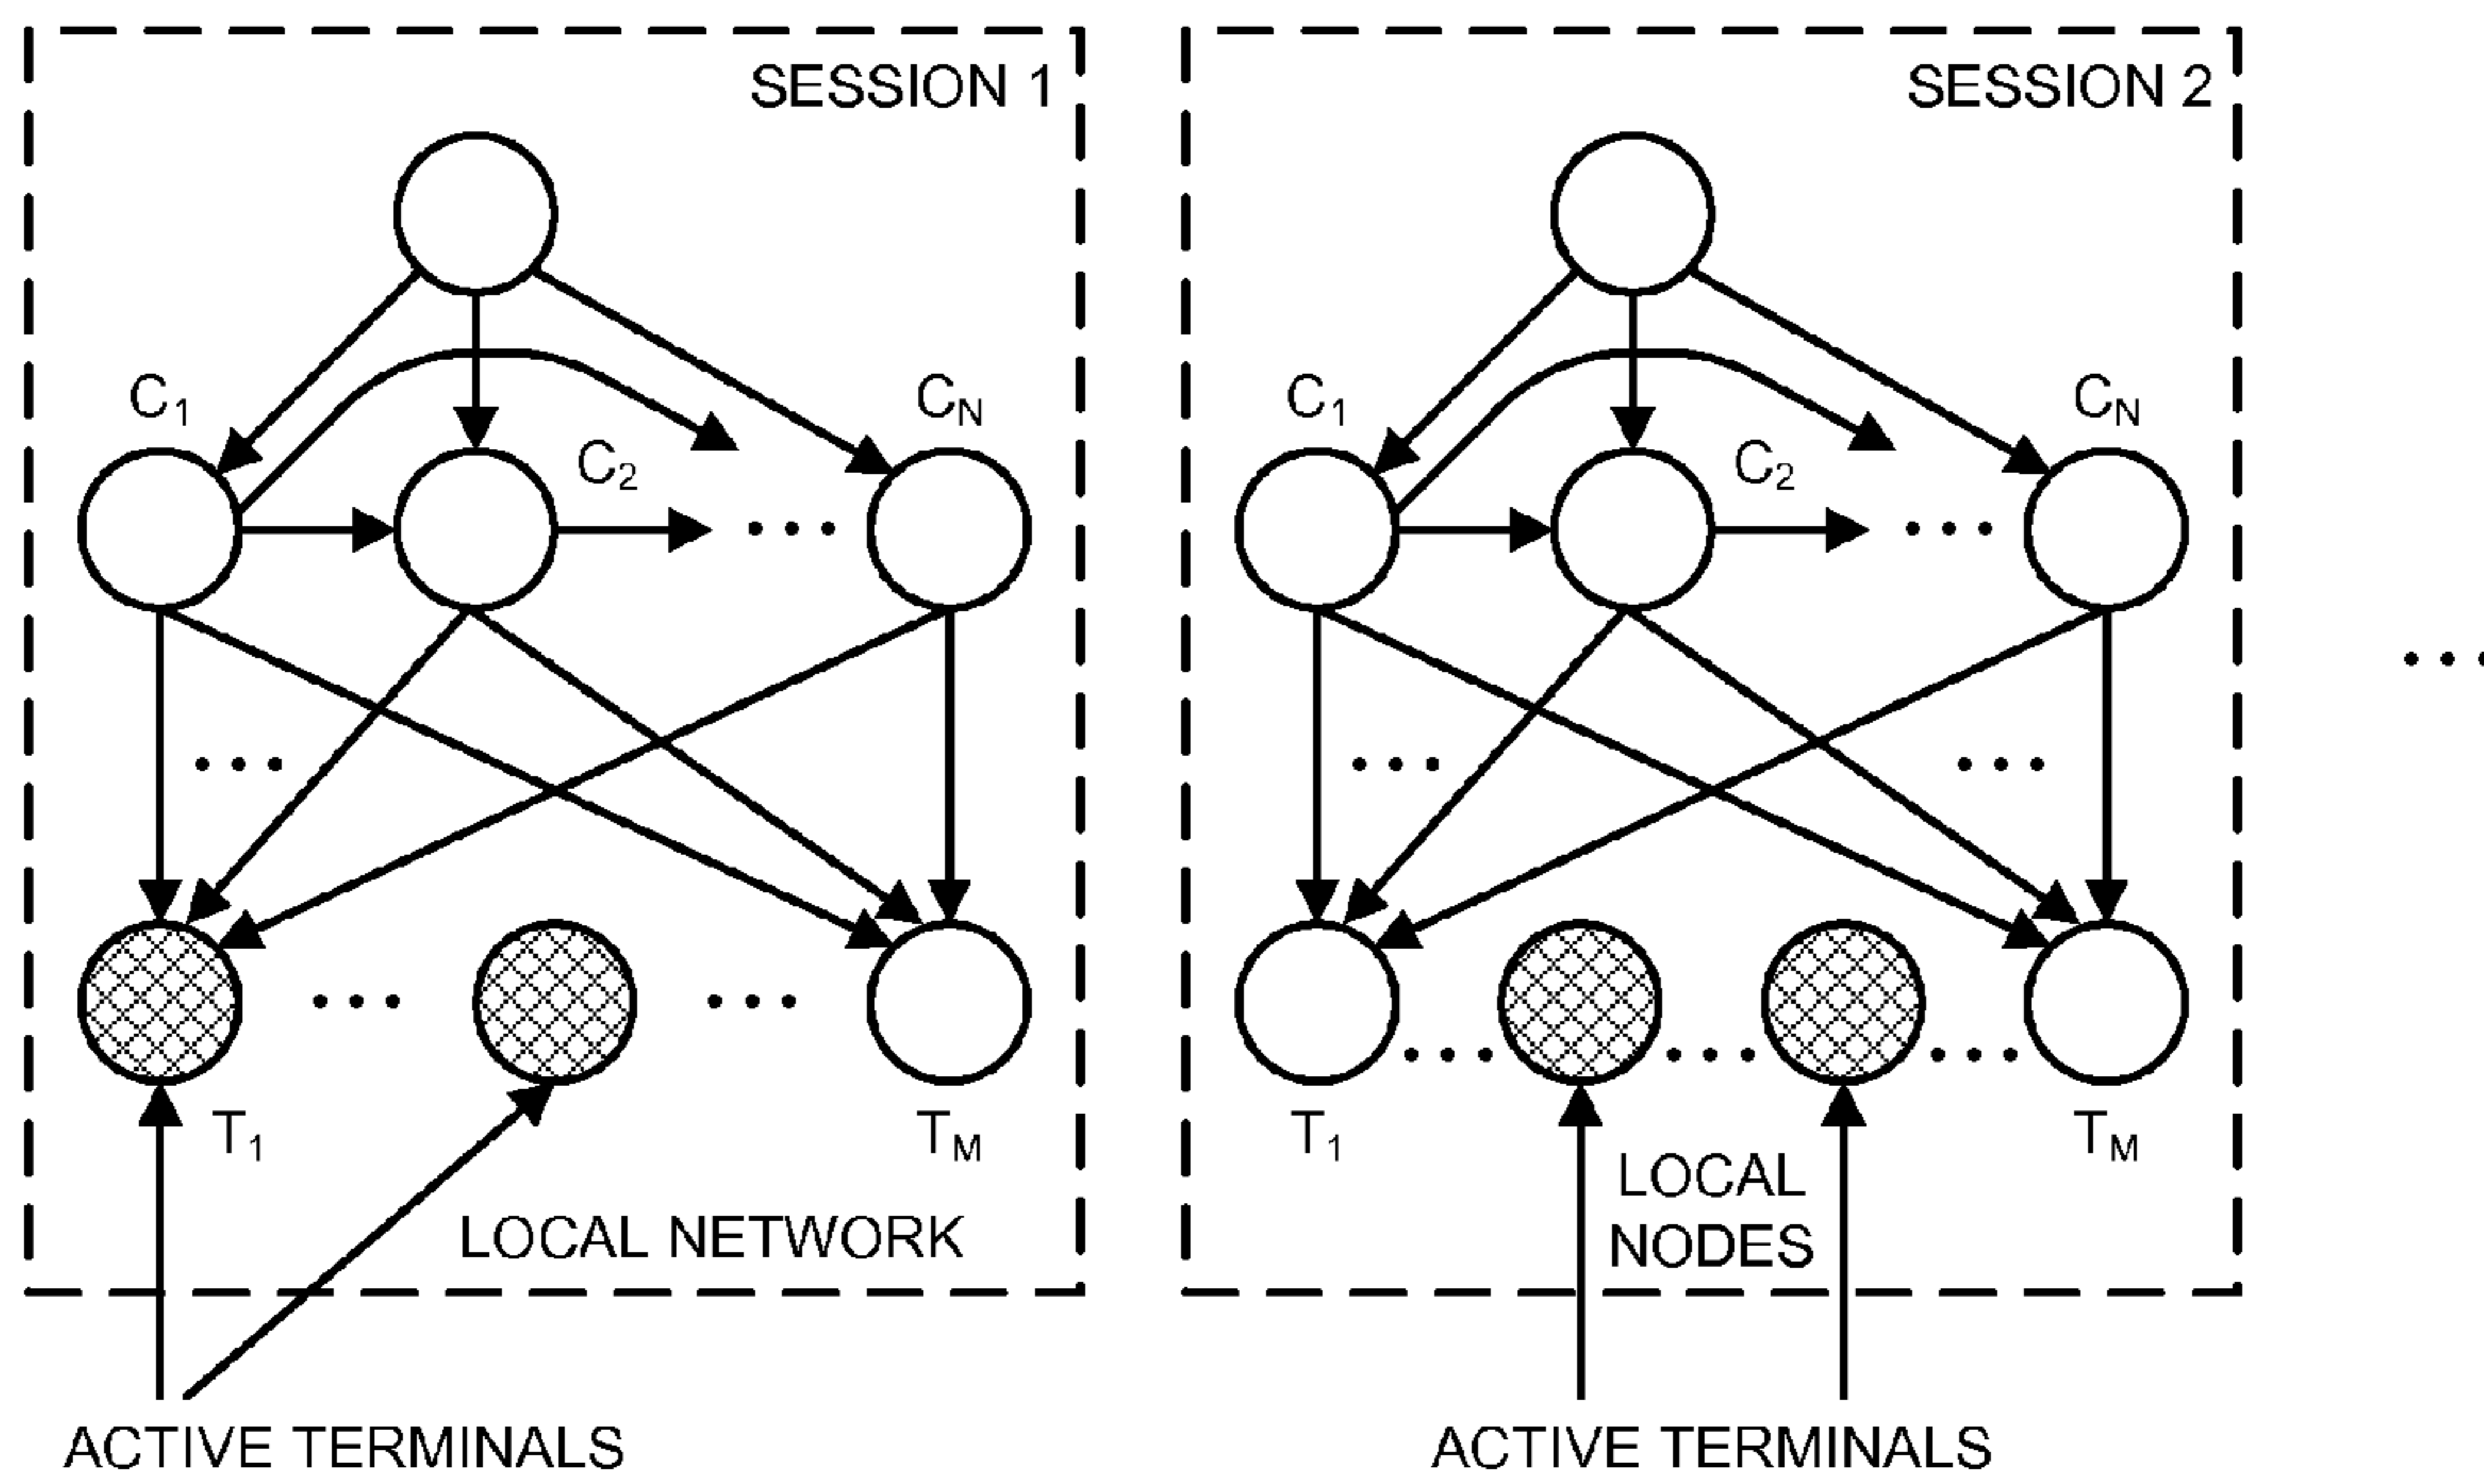 SESSION 1
C1
CN
C2
T1
TM
LOCAL NETWORK
ACTIVE TERMINALS
SESSION 2
C1
CN
C2
T1
TM
LOCAL
NODES
ACTIVE TERMINALS